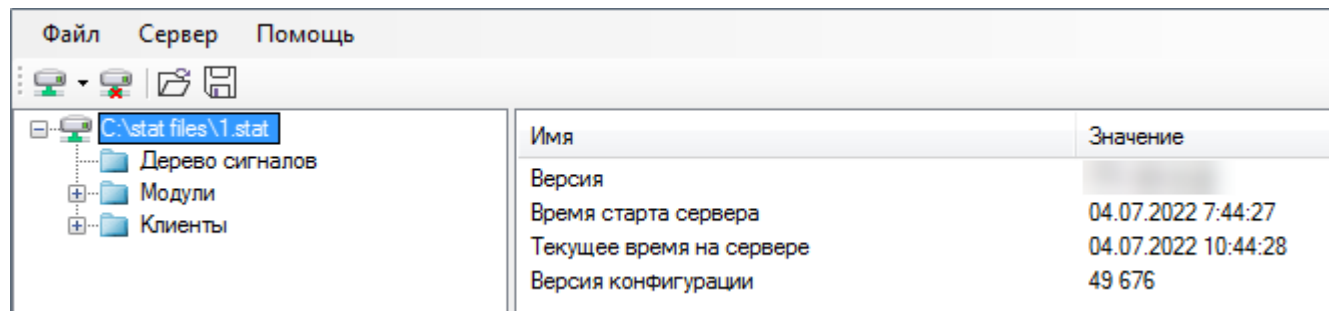 Файл Сервер Помощь
C:\stat files\1.stat
Дерево сигналов
Модули
Клиенты
Имя Значение
Версия
Время старта сервера 04.07.2022 7:44:27
Текущее время на сервере 04.07.2022 10:44:28
Версия конфигурации 49 676